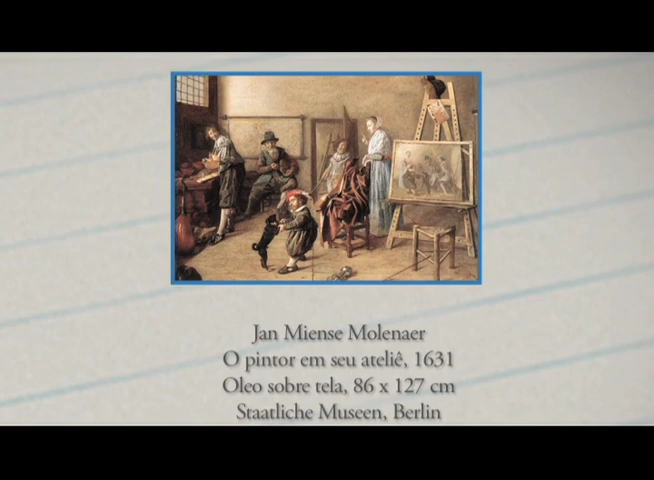 Jan Miense Molenaer
O pintor em seu ateliê, 1631
Oleo sobre tela, 86 x 127 cm
Staatliche Museen, Berlin